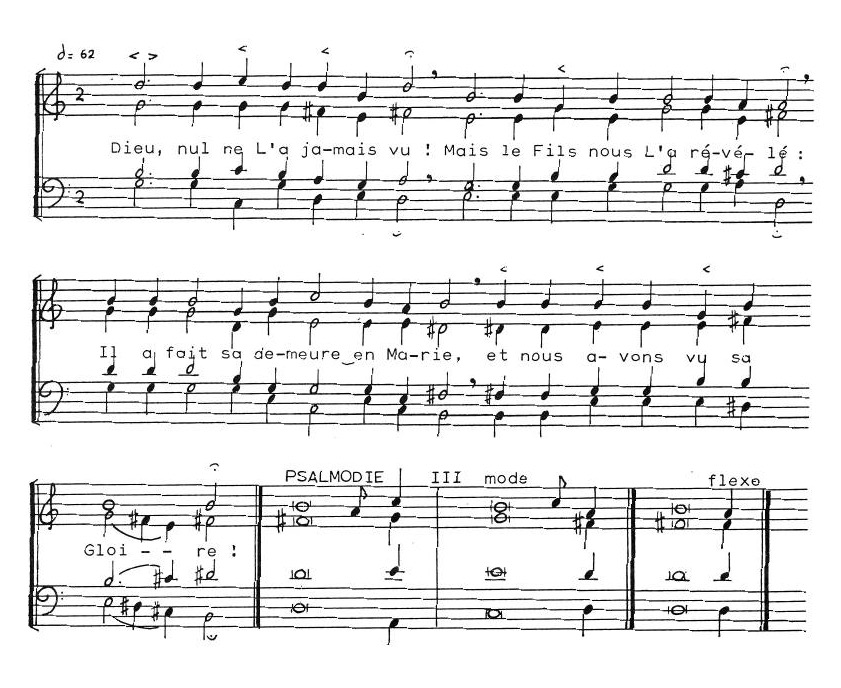 d= 62
Dieu, nul ne L'a ja-mais vu ! Mais le Fils nous L'a ré-vé- lé :
Il a fait sa de-meure en Ma-rie, et nous a- vons vu sa
PSALMODIE III mode flexe
Gloi - - re !